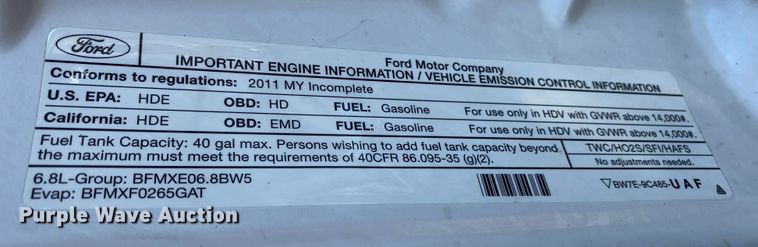 Ford
Ford Motor Company
IMPORTANT ENGINE INFORMATION / VEHICLE EMISSION CONTROL INFORMATION
Conforms to regulations: 2011 MY Incomplete
U.S. EPA: HDE OBD: HD FUEL: Gasoline For use only in HDV with GVWR above 14,000#.
California: HDE OBD: EMD FUEL: Gasoline For use only in HDV with GVWR above 14,000#.
Fuel Tank Capacity: 40 gal max. Persons wishing to add fuel tank capacity beyond
the maximum must meet the requirements of 40CFR 86.095-35 (g)(2).
TWC/HO2S/SFI/HAFS
No adjustments needed.
6.8L-Group: BFMXE06.8BW5
Evap: BFMXF0265GAT
BW7E-9C485-UAF
Purple Wave Auction